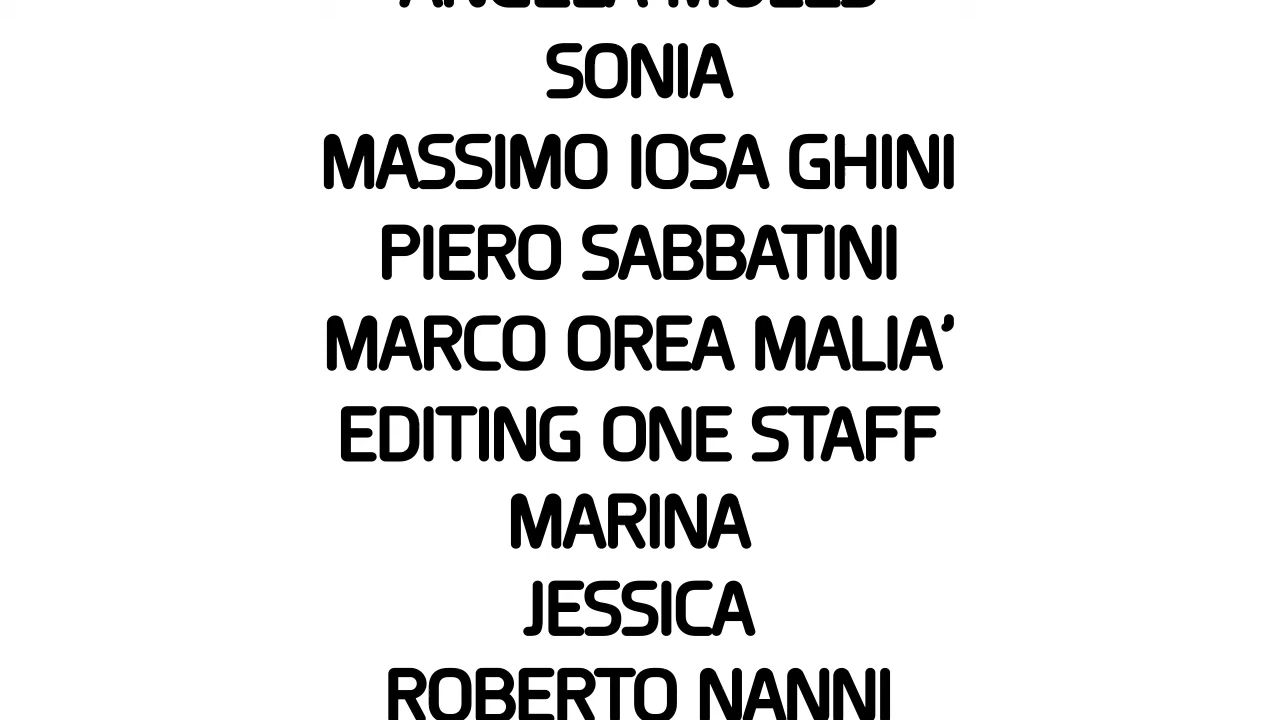 SONIA
MASSIMO IOSA GHINI
PIERO SABBATINI
MARCO OREA MALIA’
EDITING ONE STAFF
MARINA
JESSICA
ROBERTO NANNI